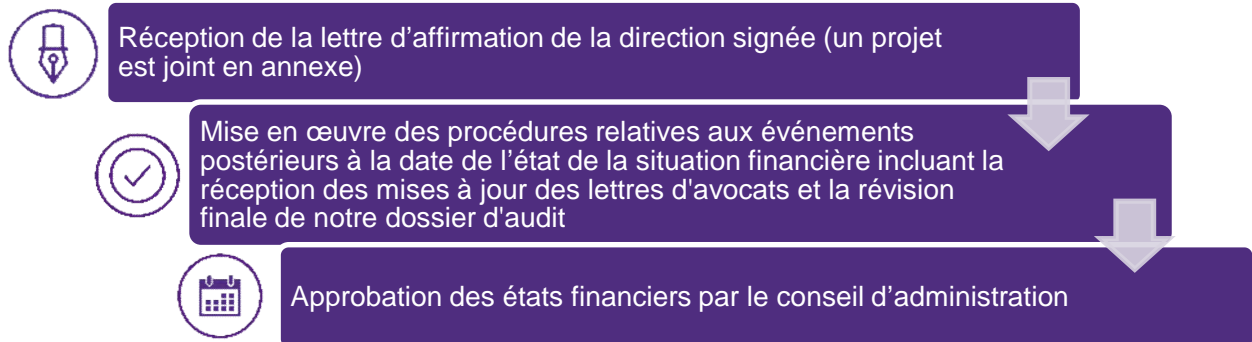 Réception de la lettre d’affirmation de la direction signée (un projet
est joint en annexe)
Mise en œuvre des procédures relatives aux événements
postérieurs à la date de l’état de la situation financière incluant la
réception des mises à jour des lettres d'avocats et la révision
finale de notre dossier d'audit
Approbation des états financiers par le conseil d’administration